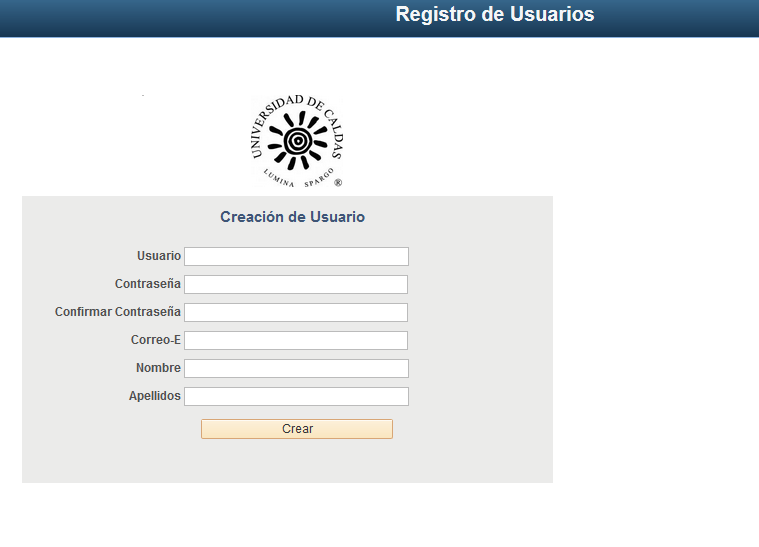 Registro de Usuarios
UNIVERSIDAD DE CALDAS
LUMINA SPARGO ®
Creación de Usuario
Usuario
Contraseña
Confirmar Contraseña
Correo-E
Nombre
Apellidos
Crear